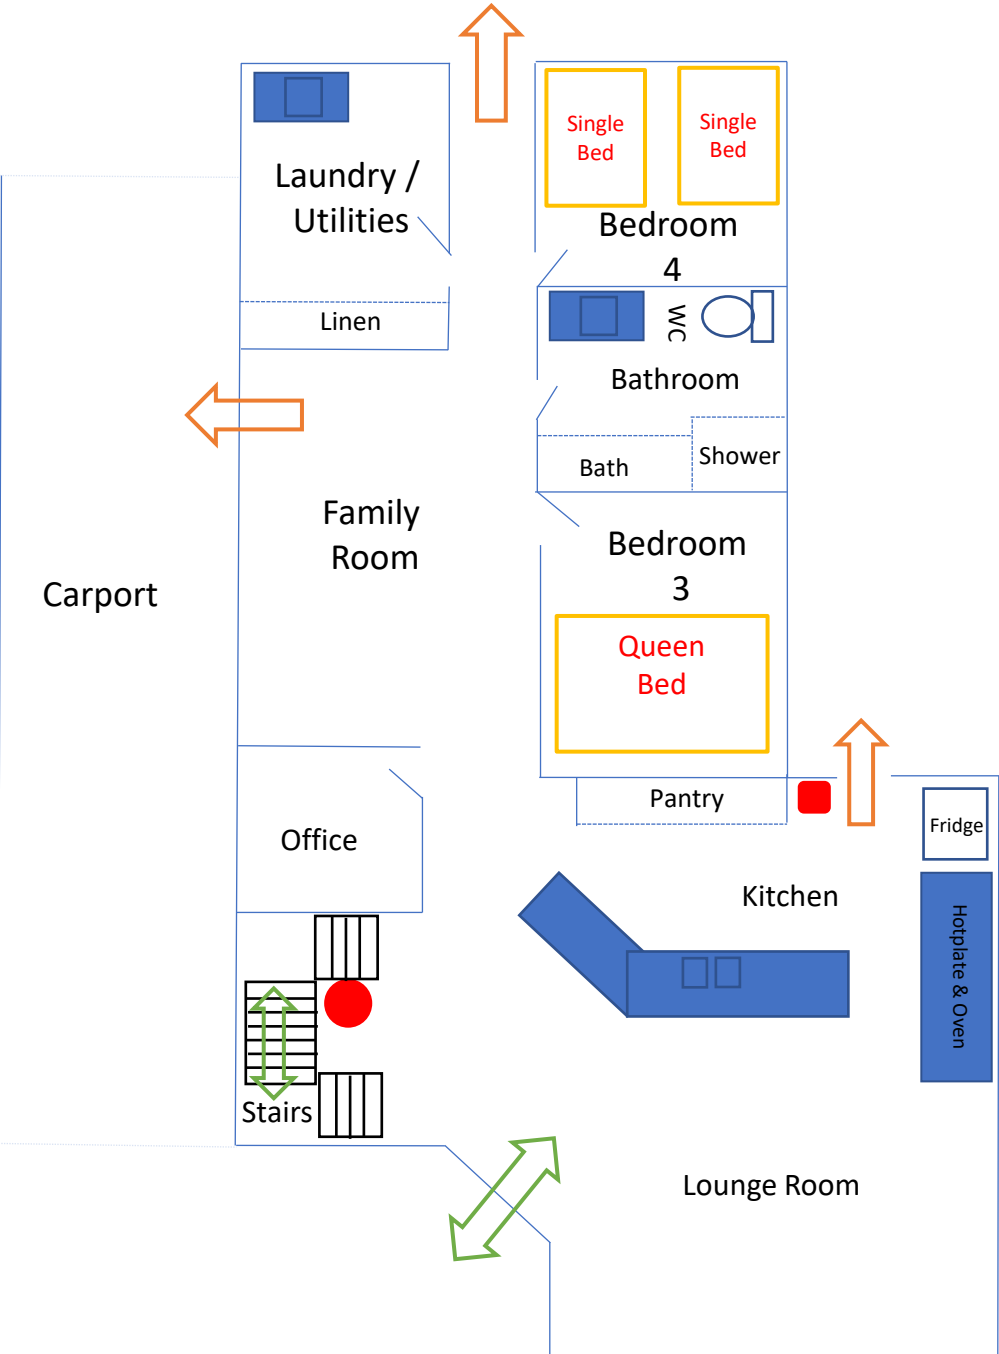 Single
Bed
Single
Bed
Laundry /
Utilities
Bedroom
4
Linen
WC
Bathroom
Bath
Shower
Family
Room
Bedroom
3
Carport
Queen
Bed
Pantry
Fridge
Office
Kitchen
Hotplate & Oven
Stairs
Lounge Room